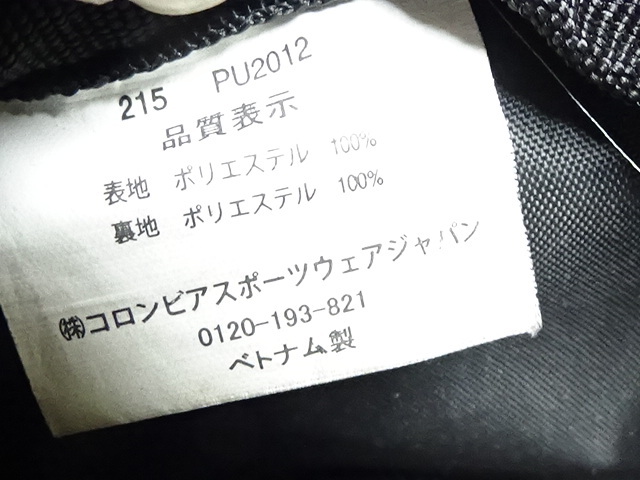 215 PU2012
品質表示
表地 ポリエステル 100%
裏地 ポリエステル 100%
㈱コロンビアスポーツウェアジャパン
0120-193-821
ベトナム製